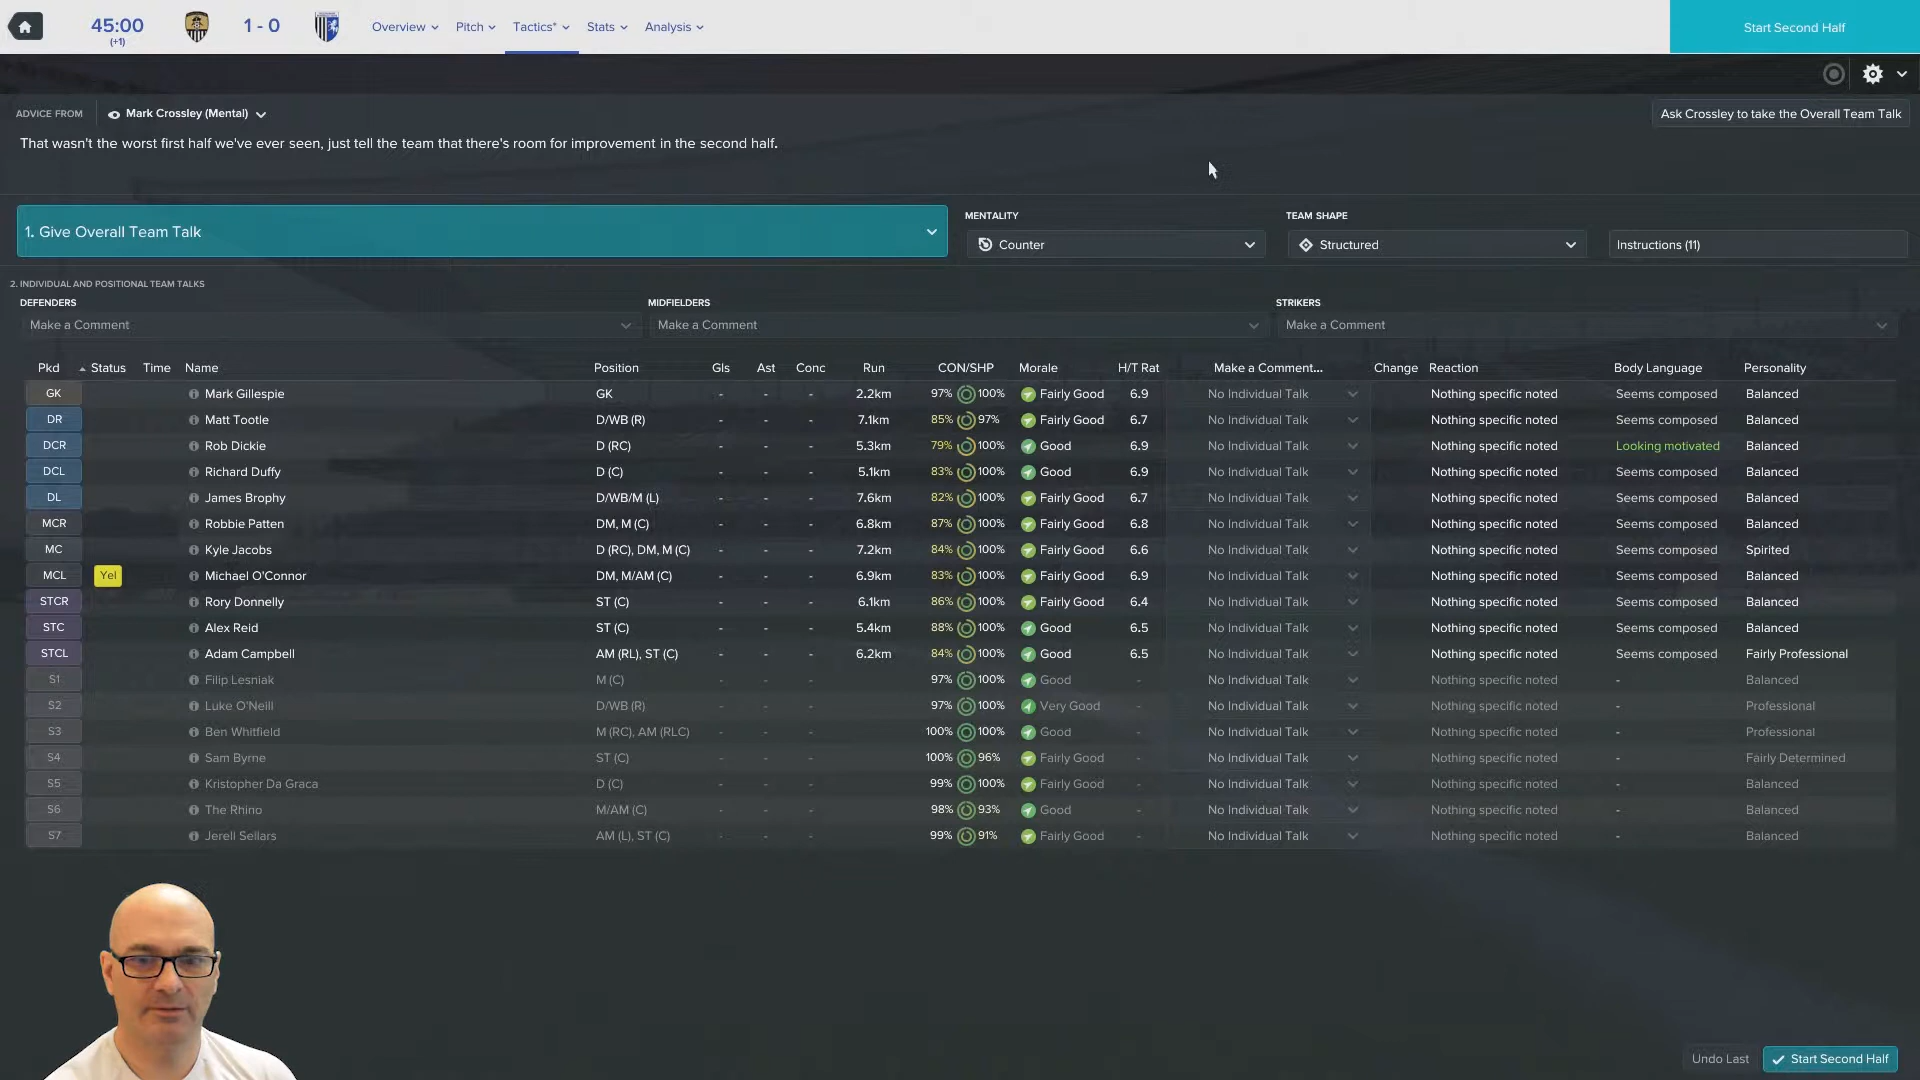 45:00
(+1)
1 - 0
Overview
Pitch
Tactics*
Stats
Analysis
Start Second Half
ADVICE FROM
Mark Crossley (Mental)
Ask Crossley to take the Overall Team Talk
That wasn't the worst first half we've ever seen, just tell the team that there's room for improvement in the second half.
1. Give Overall Team Talk
MENTALITY
Counter
TEAM SHAPE
Structured
Instructions (11)
2. INDIVIDUAL AND POSITIONAL TEAM TALKS
DEFENDERS
Make a Comment
MIDFIELDERS
Make a Comment
STRIKERS
Make a Comment
Pkd Status Time Name Position Gls Ast Conc Run CON/SHP Morale H/T Rat Make a Comment... Change Reaction Body Language Personality
GK Mark Gillespie GK - - - 2.2km 97% 100% Fairly Good 6.9 No Individual Talk Nothing specific noted Seems composed Balanced
DR Matt Tootle D/WB (R) - - - 7.1km 85% 97% Fairly Good 6.7 No Individual Talk Nothing specific noted Seems composed Balanced
DCR Rob Dickie D (RC) - - - 5.3km 79% 100% Good 6.9 No Individual Talk Nothing specific noted Looking motivated Balanced
DCL Richard Duffy D (C) - - - 5.1km 83% 100% Good 6.9 No Individual Talk Nothing specific noted Seems composed Balanced
DL James Brophy D/WB/M (L) - - - 7.6km 82% 100% Fairly Good 6.7 No Individual Talk Nothing specific noted Seems composed Balanced
MCR Robbie Patten DM, M (C) - - - 6.8km 87% 100% Fairly Good 6.8 No Individual Talk Nothing specific noted Seems composed Balanced
MC Kyle Jacobs D (RC), DM, M (C) - - - 7.2km 84% 100% Fairly Good 6.6 No Individual Talk Nothing specific noted Seems composed Spirited
MCL Yel Michael O'Connor DM, M/AM (C) - - - 6.9km 83% 100% Fairly Good 6.9 No Individual Talk Nothing specific noted Seems composed Balanced
STCR Rory Donnelly ST (C) - - - 6.1km 86% 100% Fairly Good 6.4 No Individual Talk Nothing specific noted Seems composed Balanced
STC Alex Reid ST (C) - - - 5.4km 88% 100% Good 6.5 No Individual Talk Nothing specific noted Seems composed Balanced
STCL Adam Campbell AM (RL), ST (C) - - - 6.2km 84% 100% Good 6.5 No Individual Talk Nothing specific noted Seems composed Fairly Professional
S1 Filip Lesniak M (C) - - - 97% 100% Good - No Individual Talk Nothing specific noted - Balanced
S2 Luke O'Neill D/WB (R) - - - 97% 100% Very Good - No Individual Talk Nothing specific noted - Professional
S3 Ben Whitfield M (RC), AM (RLC) - - - 100% 100% Good - No Individual Talk Nothing specific noted - Professional
S4 Sam Byrne ST (C) - - - 100% 96% Fairly Good - No Individual Talk Nothing specific noted - Fairly Determined
S5 Kristopher Da Graca D (C) - - - 99% 100% Fairly Good - No Individual Talk Nothing specific noted - Balanced
S6 The Rhino M/AM (C) - - - 98% 93% Good - No Individual Talk Nothing specific noted - Balanced
S7 Jerell Sellars AM (L), ST (C) - - - 99% 91% Fairly Good - No Individual Talk Nothing specific noted - Balanced
Undo Last
Start Second Half